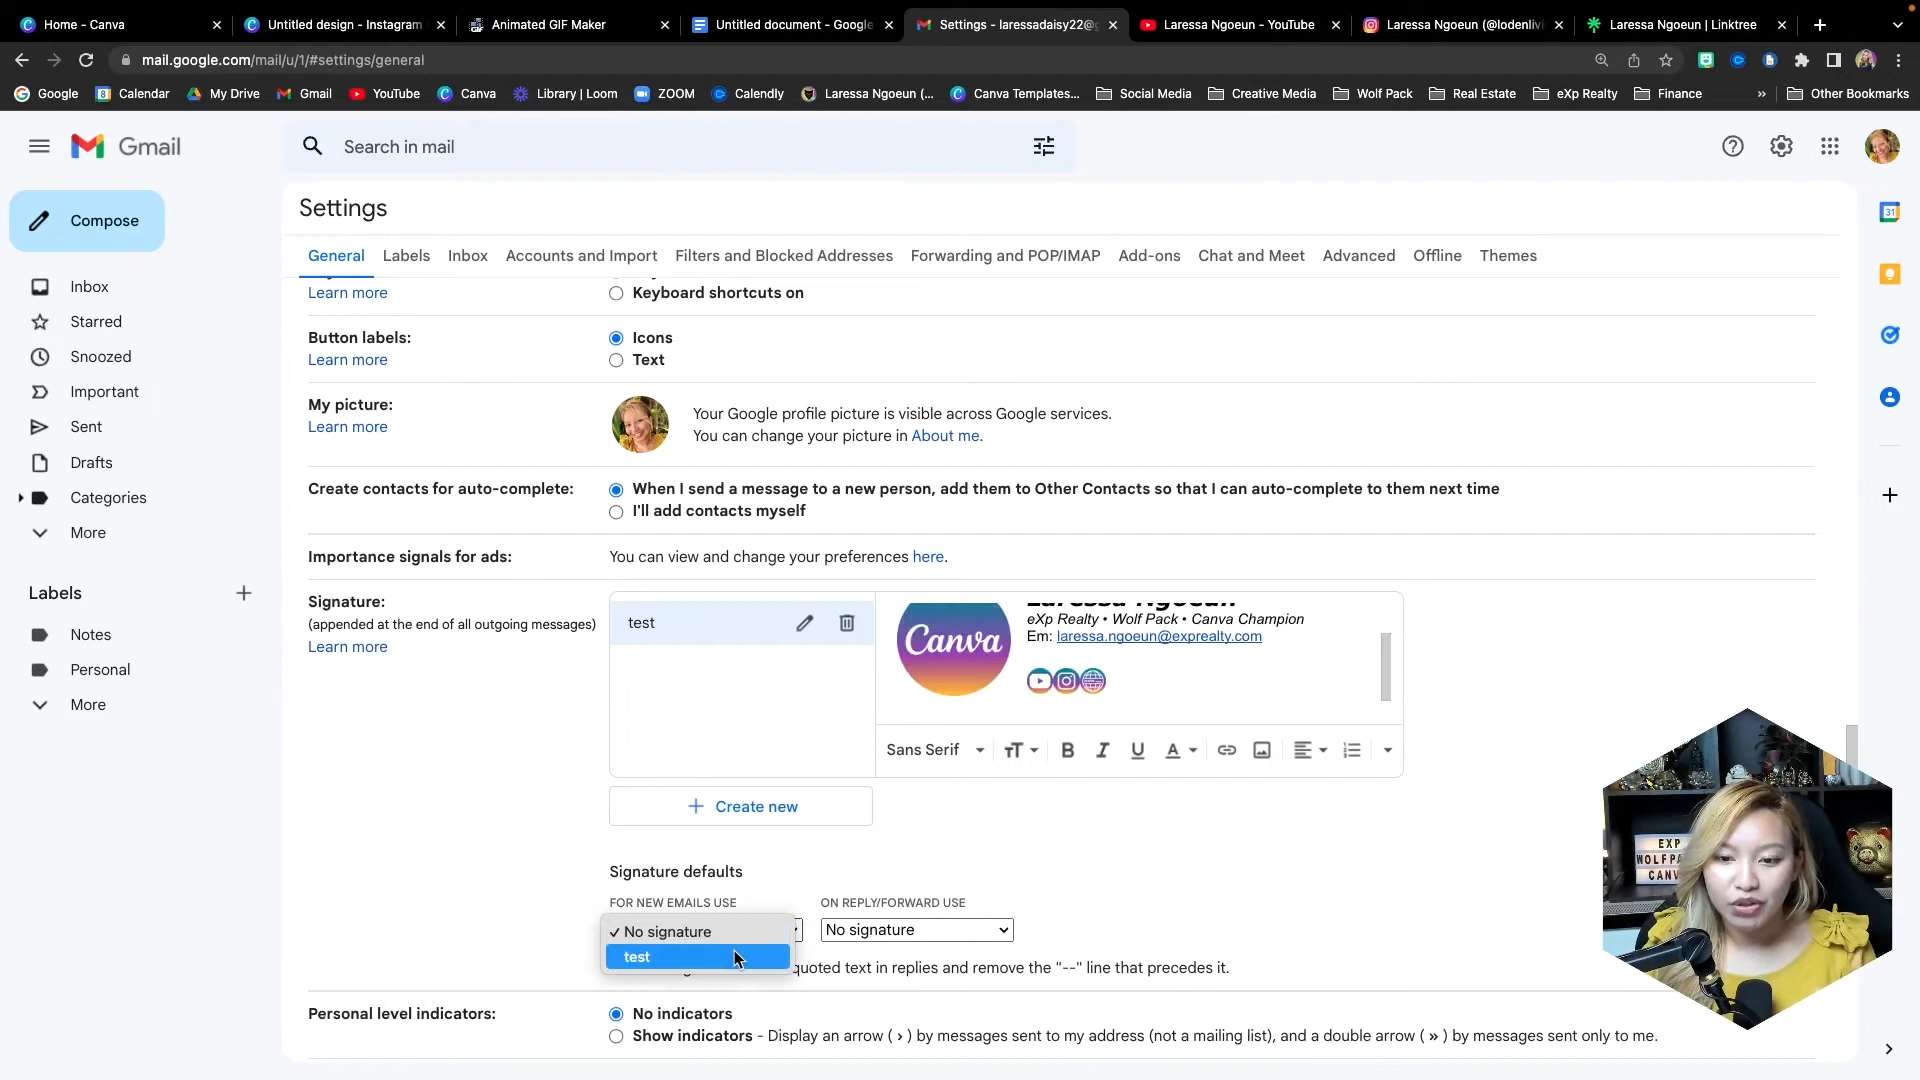 Home - Canva
Untitled design - Instagram
Animated GIF Maker
Untitled document - Google
Settings - laressadaisy22@g
Laressa Ngoeun - YouTube
Laressa Ngoeun (@lodenlivi
Laressa Ngoeun | Linktree
mail.google.com/mail/u/1/#settings/general
Google
Calendar
My Drive
Gmail
YouTube
Canva
Library | Loom
ZOOM
Calendly
Laressa Ngoeun (...
Canva Templates...
Social Media
Creative Media
Wolf Pack
Real Estate
eXp Realty
Finance
»
Other Bookmarks
Gmail
Search in mail
Compose
Inbox
Starred
Snoozed
Important
Sent
Drafts
Categories
More
Labels
Notes
Personal
More
Settings
General Labels Inbox Accounts and Import Filters and Blocked Addresses Forwarding and POP/IMAP Add-ons Chat and Meet Advanced Offline Themes
Learn more
Keyboard shortcuts on
Button labels:
Learn more
Icons
Text
My picture:
Learn more
Your Google profile picture is visible across Google services.
You can change your picture in About me.
Create contacts for auto-complete:
When I send a message to a new person, add them to Other Contacts so that I can auto-complete to them next time
I'll add contacts myself
Importance signals for ads:
You can view and change your preferences here.
Signature:
(appended at the end of all outgoing messages)
Learn more
test
Canva
Laressa Ngoeun
eXp Realty • Wolf Pack • Canva Champion
Em: laressa.ngoeun@exprealty.com
Sans Serif
Create new
Signature defaults
FOR NEW EMAILS USE
ON REPLY/FORWARD USE
✓ No signature
test
No signature
quoted text in replies and remove the "--" line that precedes it.
Personal level indicators:
No indicators
Show indicators - Display an arrow ( › ) by messages sent to my address (not a mailing list), and a double arrow ( » ) by messages sent only to me.
31
EXP
WOLFPA
CANV